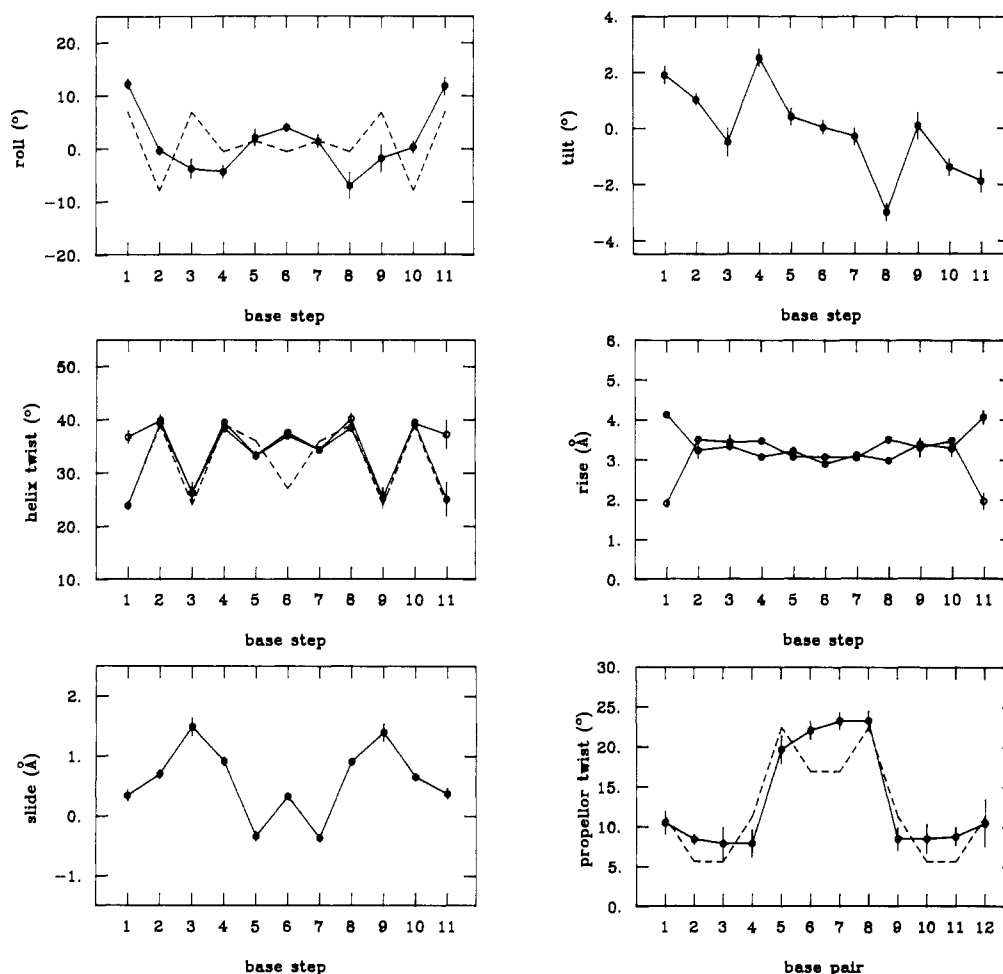 roll (°)
20.
10.
0.
−10.
−20.
1 2 3 4 5 6 7 8 9 10 11
base step
tilt (°)
4.
2.
0.
−2.
−4.
1 2 3 4 5 6 7 8 9 10 11
base step
helix twist (°)
50.
40.
30.
20.
10.
1 2 3 4 5 6 7 8 9 10 11
base step
rise (Å)
6.
5.
4.
3.
2.
1.
0.
1 2 3 4 5 6 7 8 9 10 11
base step
slide (Å)
2.
1.
0.
−1.
1 2 3 4 5 6 7 8 9 10 11
base step
propellor twist (°)
30.
25.
20.
15.
10.
5.
0.
1 2 3 4 5 6 7 8 9 10 11 12
base pair